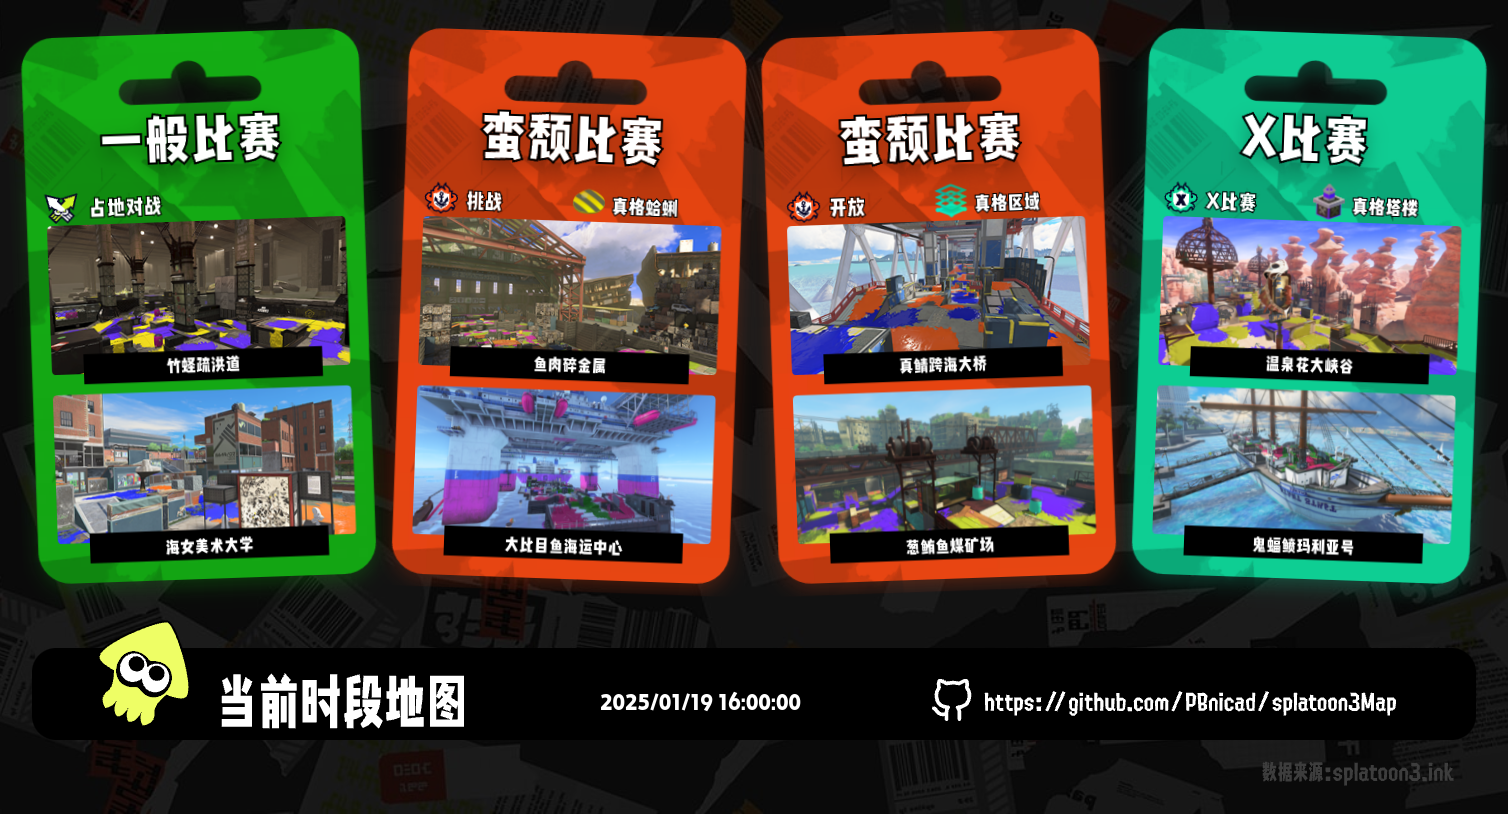 一般比赛
占地对战
竹蛏疏洪道
海女美术大学
蛮颓比赛
挑战
真格蛤蜊
鱼肉碎金属
大比目鱼海运中心
蛮颓比赛
开放
真格区域
真鲷跨海大桥
葱鲔鱼煤矿场
X比赛
X比赛
真格塔楼
温泉花大峡谷
鬼蝠鲼玛利亚号
当前时段地图
2025/01/19 16:00:00
https://github.com/PBnicad/splatoon3Map
数据来源:splatoon3.ink